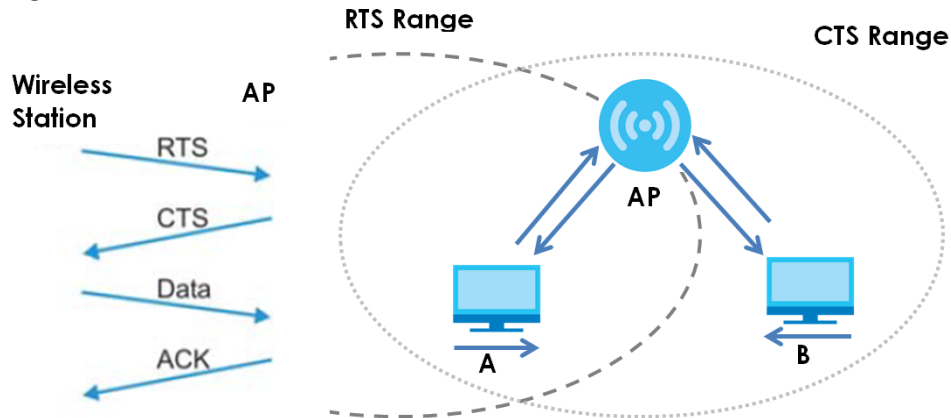 RTS Range
CTS Range
Wireless
Station
AP
RTS
CTS
Data
ACK
AP
A
B